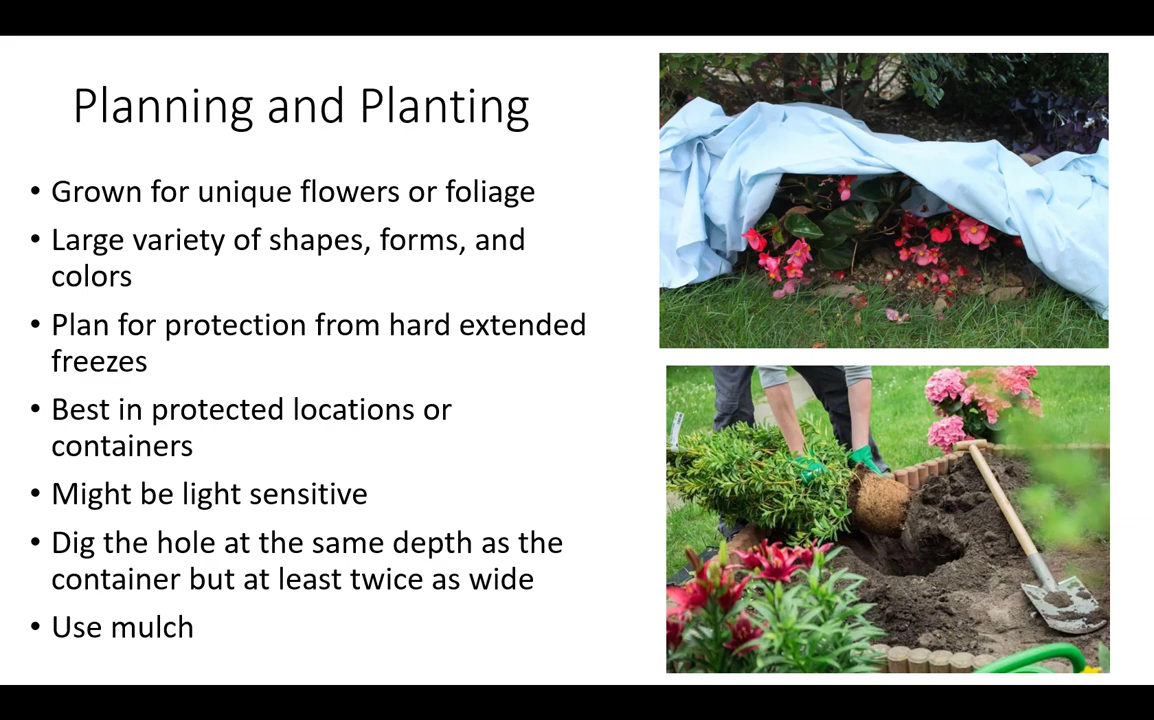 Planning and Planting
• Grown for unique flowers or foliage
• Large variety of shapes, forms, and
colors
• Plan for protection from hard extended
freezes
• Best in protected locations or
containers
• Might be light sensitive
• Dig the hole at the same depth as the
container but at least twice as wide
• Use mulch